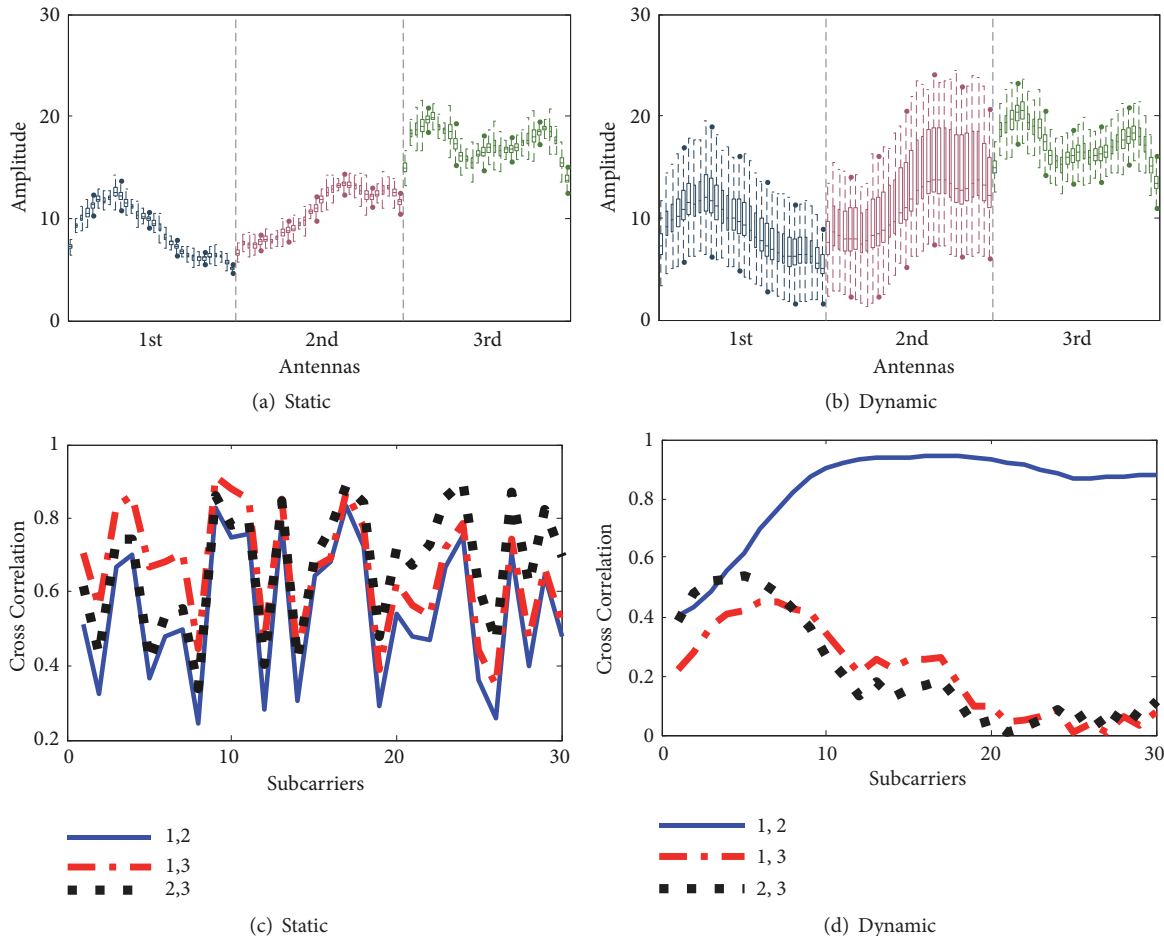 30
20
10
0
Amplitude
1st 2nd 3rd
Antennas
(a) Static
30
20
10
0
Amplitude
1st 2nd 3rd
Antennas
(b) Dynamic
1
0.8
0.6
0.4
0.2
Cross Correlation
0 10 20 30
Subcarriers
1,2
1,3
2,3
(c) Static
1
0.8
0.6
0.4
0.2
0
Cross Correlation
0 10 20 30
Subcarriers
1, 2
1, 3
2, 3
(d) Dynamic